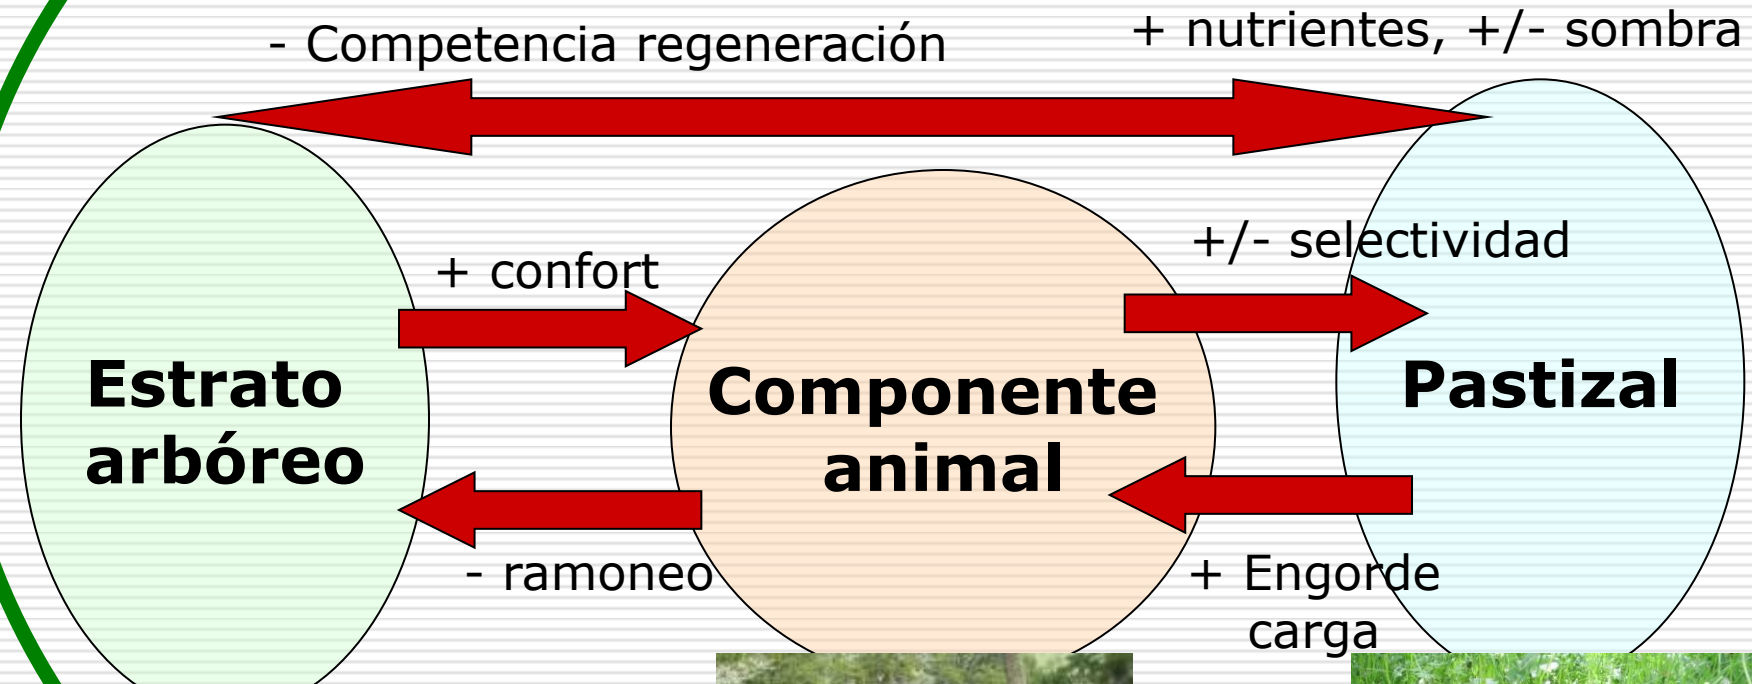 - Competencia regeneración
+ nutrientes, +/- sombra
+ confort
+/- selectividad
Estrato
arbóreo
Componente
animal
Pastizal
- ramoneo
+ Engorde
carga